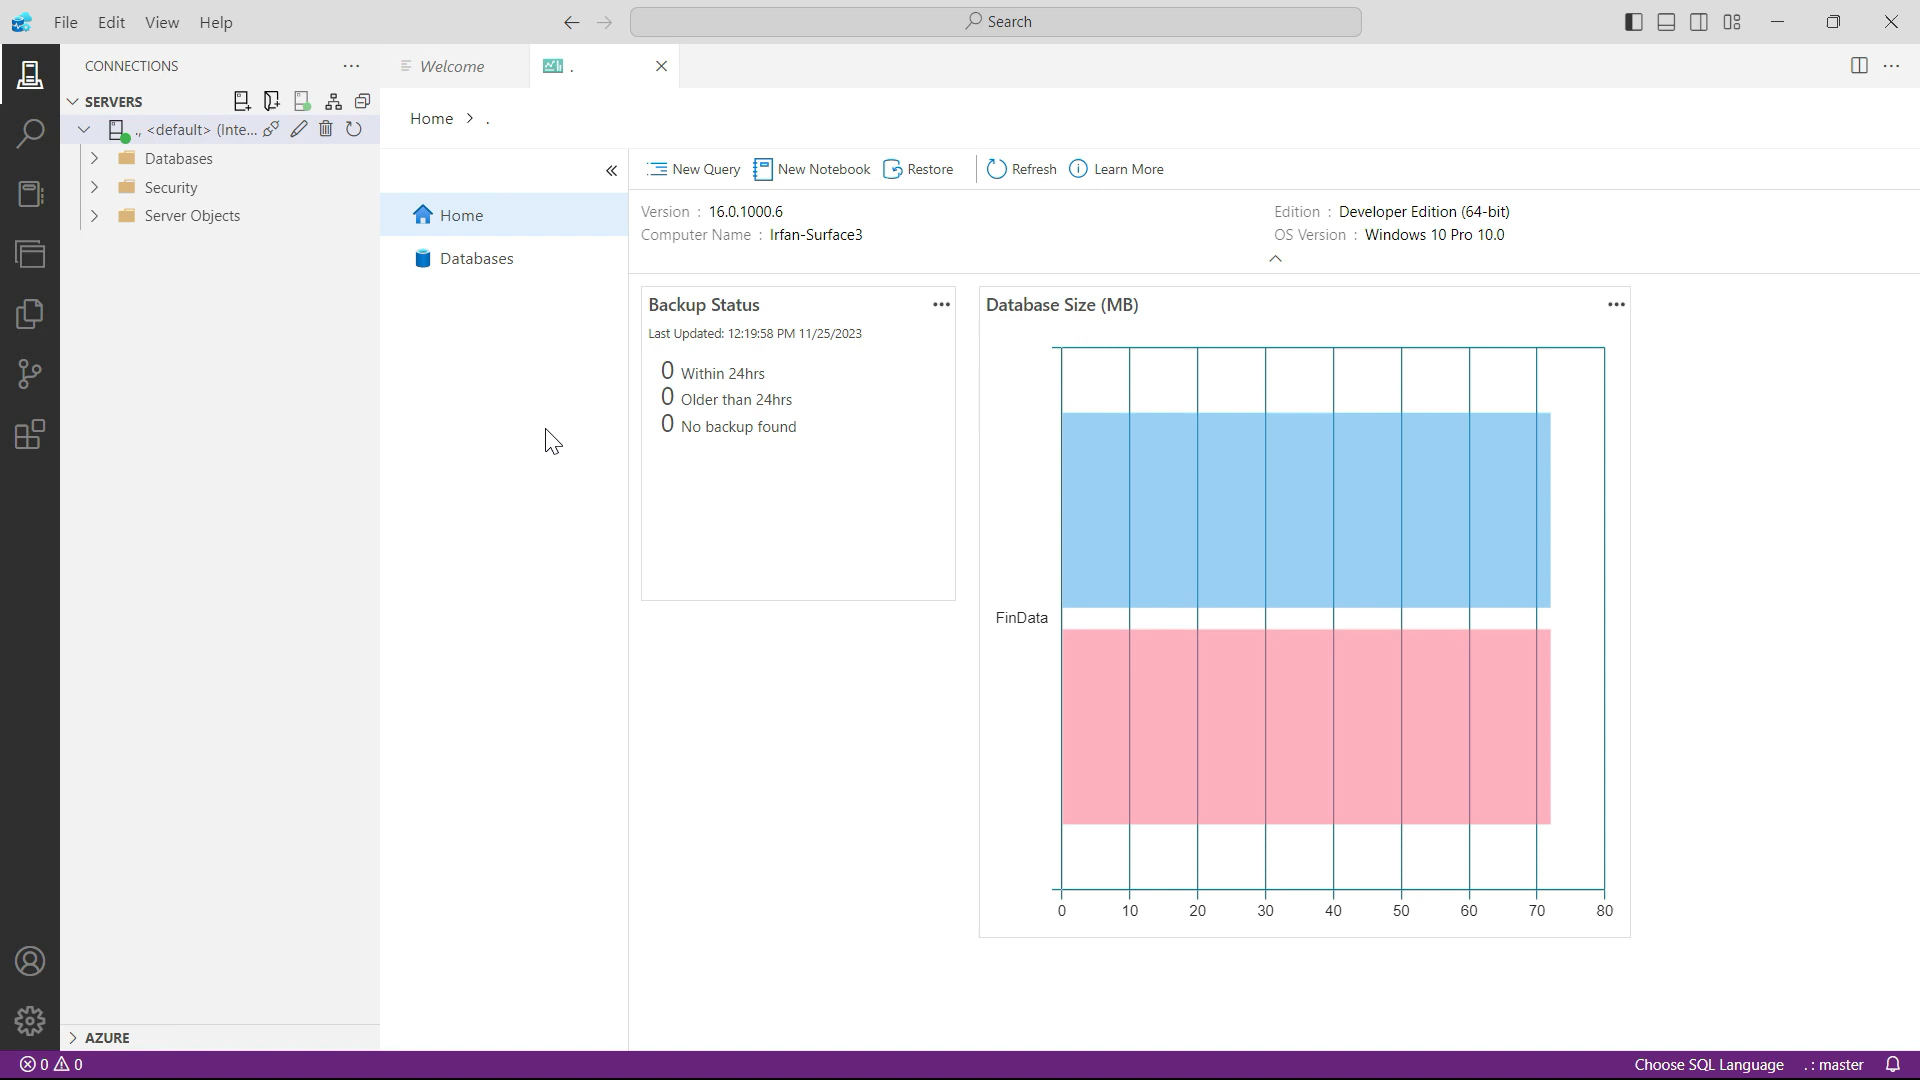 File Edit View Help
Search
CONNECTIONS
Welcome
.
SERVERS
., <default> (Inte...
Databases
Security
Server Objects
AZURE
Home > .
Home
Databases
New Query New Notebook Restore Refresh Learn More
Version : 16.0.1000.6
Edition : Developer Edition (64-bit)
Computer Name : Irfan-Surface3
OS Version : Windows 10 Pro 10.0
Backup Status
Last Updated: 12:19:58 PM 11/25/2023
0 Within 24hrs
0 Older than 24hrs
0 No backup found
Database Size (MB)
FinData
0 10 20 30 40 50 60 70 80
0 0
Choose SQL Language . : master